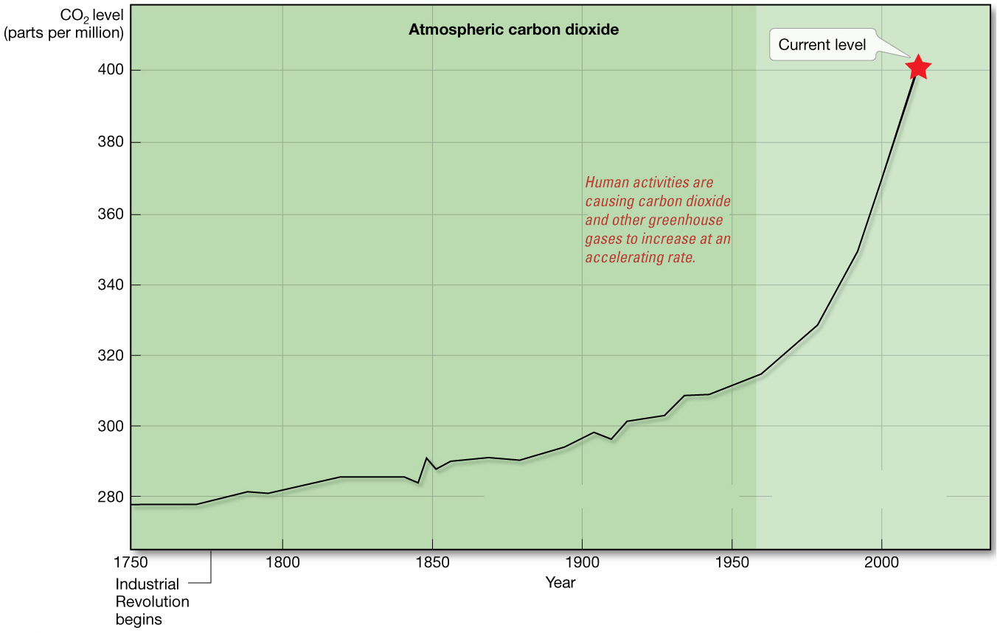 CO₂ level
(parts per million)
Atmospheric carbon dioxide
Current level
400
380
360
340
320
300
280
Human activities are
causing carbon dioxide
and other greenhouse
gases to increase at an
accelerating rate.
1750
1800
1850
1900
1950
2000
Year
Industrial
Revolution
begins